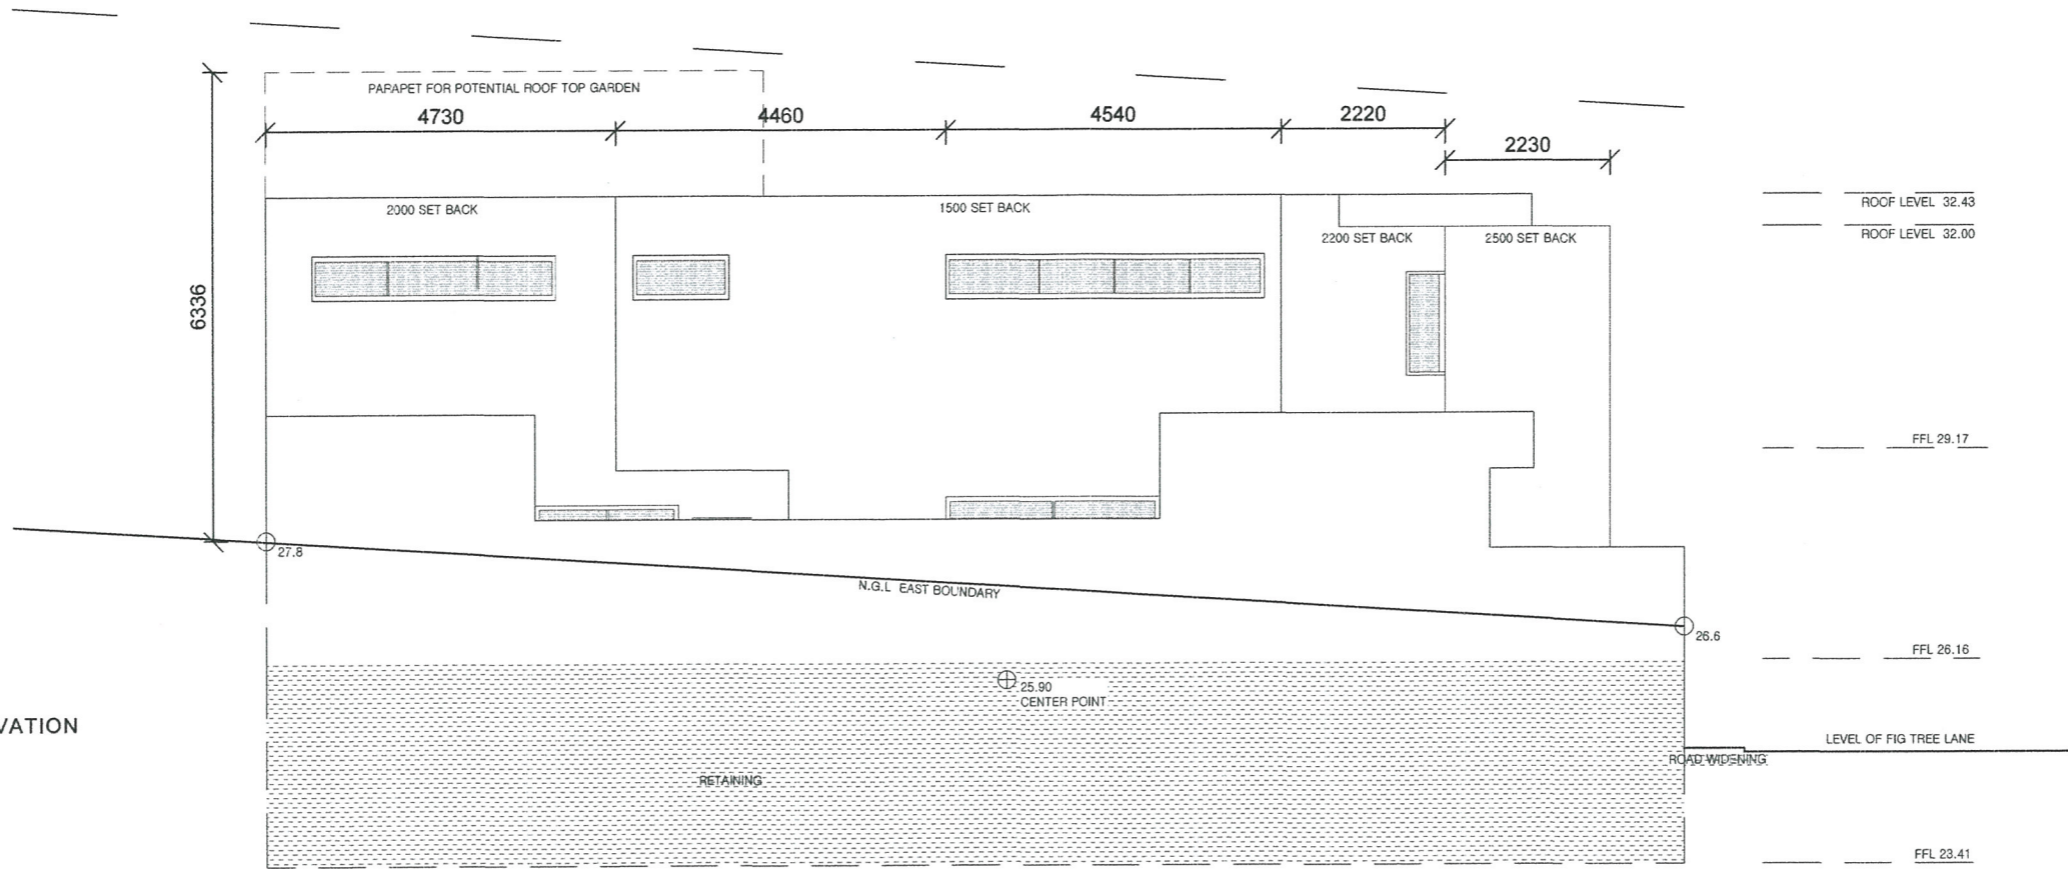 PARAPET FOR POTENTIAL ROOF TOP GARDEN
4730
4460
4540
2220
2230
2000 SET BACK
1500 SET BACK
2200 SET BACK
2500 SET BACK
ROOF LEVEL 32.43
ROOF LEVEL 32.00
6336
FFL 29.17
27.8
N.G.L EAST BOUNDARY
26.6
FFL 26.16
25.90
CENTER POINT
VATION
LEVEL OF FIG TREE LANE
ROAD WIDENING
RETAINING
FFL 23.41